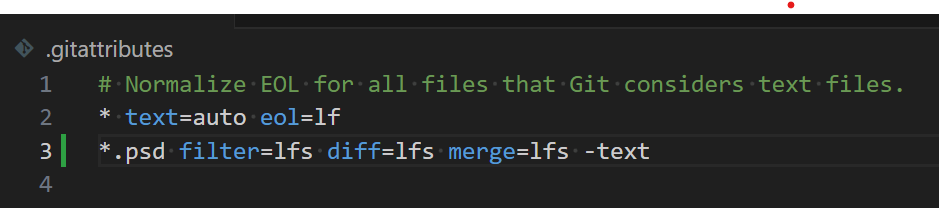 .gitattributes
1 # Normalize EOL for all files that Git considers text files.
2 * text=auto eol=lf
3 *.psd filter=lfs diff=lfs merge=lfs -text
4